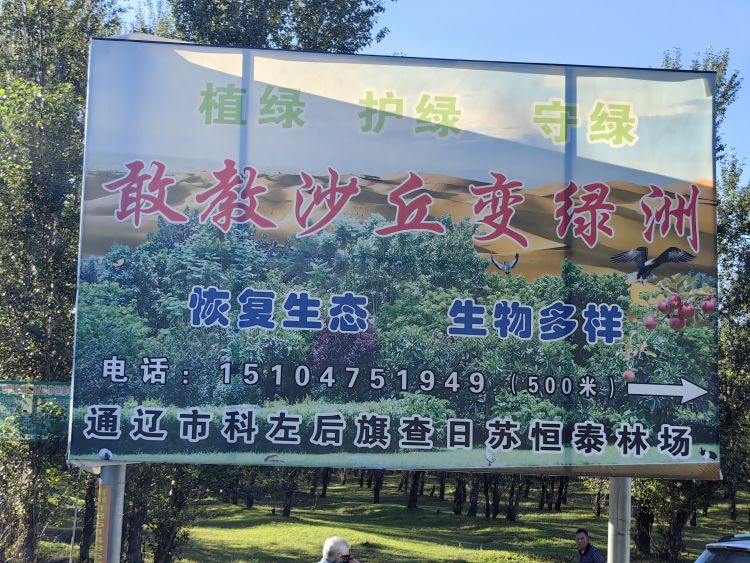 植绿 护绿 守绿
敢教沙丘变绿洲
恢复生态 生物多样
电话：15104751949（500米）
通辽市科左后旗查日苏恒泰林场